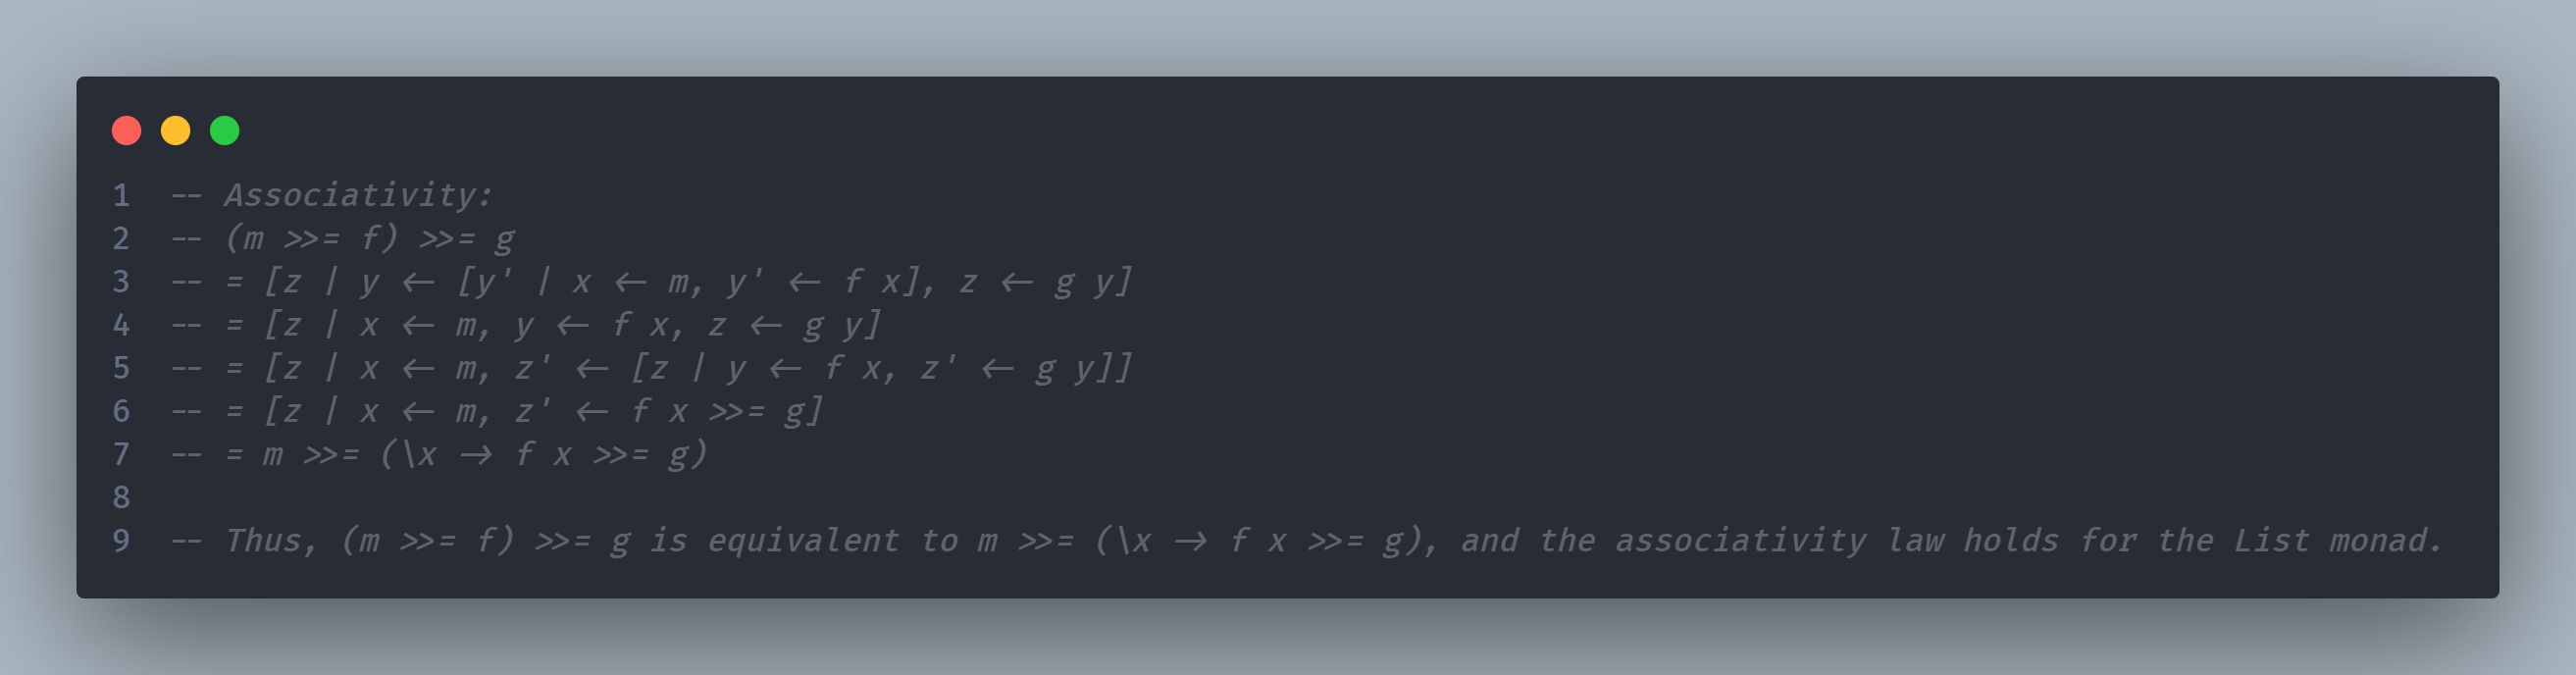 1 -- Associativity:
2 -- (m >>= f) >>= g
3 -- = [z | y <- [y' | x <- m, y' <- f x], z <- g y]
4 -- = [z | x <- m, y <- f x, z <- g y]
5 -- = [z | x <- m, z' <- [z | y <- f x, z' <- g y]]
6 -- = [z | x <- m, z' <- f x >>= g]
7 -- = m >>= (\x -> f x >>= g)
8
9 -- Thus, (m >>= f) >>= g is equivalent to m >>= (\x -> f x >>= g), and the associativity law holds for the List monad.